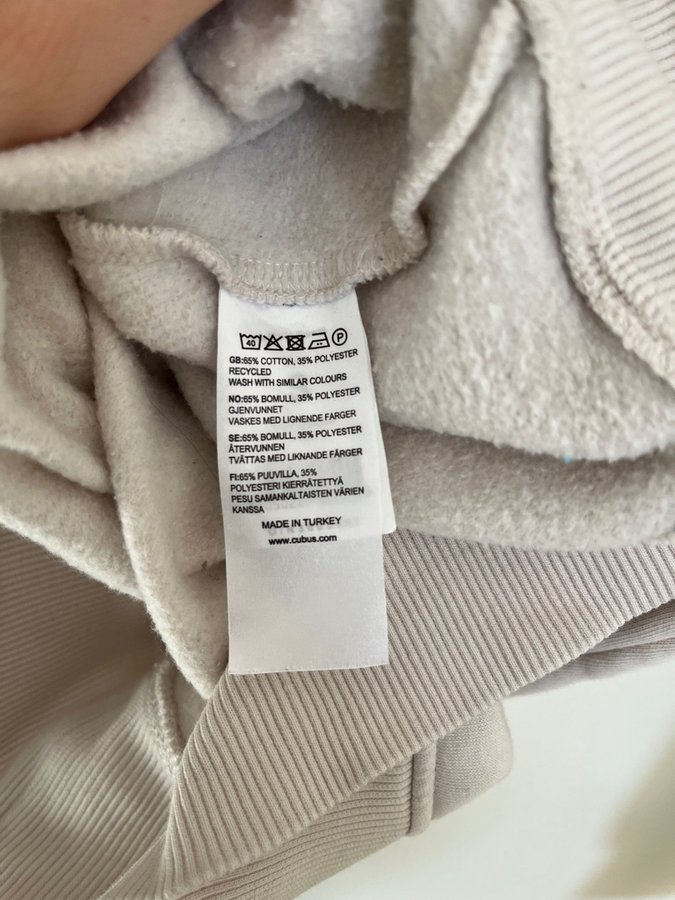 40 P
GB:65% COTTON, 35% POLYESTER
RECYCLED
WASH WITH SIMILAR COLOURS
NO:65% BOMULL, 35% POLYESTER
GJENVUNNET
VASKES MED LIGNENDE FARGER
SE:65% BOMULL, 35% POLYESTER
ÅTERVUNNEN
TVÄTTAS MED LIKNANDE FÄRGER
FI:65% PUUVILLA, 35%
POLYESTERI KIERRÄTETTYÄ
PESU SAMANKALTAISTEN VÄRIEN
KANSSA
MADE IN TURKEY
www.cubus.com